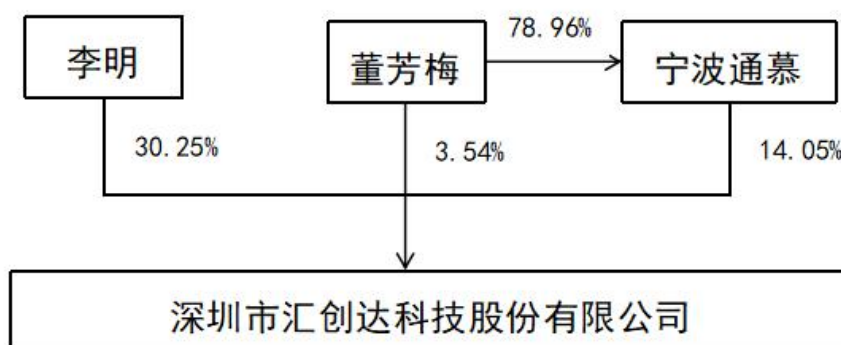 78.96%
李明
董芳梅
宁波通慕
30.25%
3.54%
14.05%
深圳市汇创达科技股份有限公司